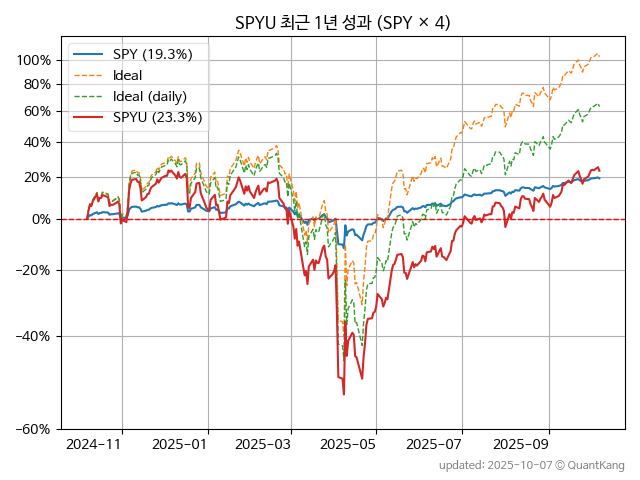 SPYU 최근 1년 성과 (SPY × 4)
SPY (19.3%)
Ideal
Ideal (daily)
SPYU (23.3%)
100%
80%
60%
40%
20%
0%
−20%
−40%
−60%
2024-11
2025-01
2025-03
2025-05
2025-07
2025-09
updated: 2025-10-07 © QuantKang